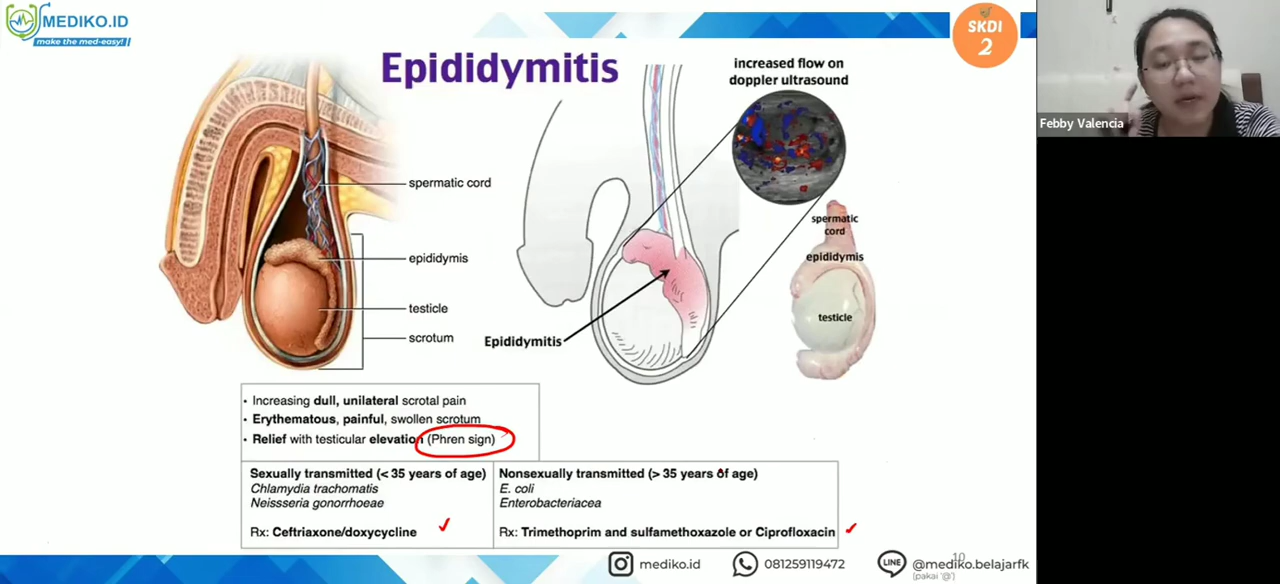 MEDIKO.ID
make the med-easy!
Epididymitis
SKDI
2
Febby Valencia
increased flow on
doppler ultrasound
spermatic cord
epididymis
testicle
scrotum
Epididymitis
spermatic
cord
epididymis
testicle
• Increasing dull, unilateral scrotal pain
• Erythematous, painful, swollen scrotum
• Relief with testicular elevation (Phren sign)
Sexually transmitted (< 35 years of age)
Chlamydia trachomatis
Neissseria gonorrhoeae
Rx: Ceftriaxone/doxycycline
Nonsexually transmitted (> 35 years of age)
E. coli
Enterobacteriacea
Rx: Trimethoprim and sulfamethoxazole or Ciprofloxacin
mediko.id
081259119472
LINE
10
@mediko.belajarfk
(pakai '@')